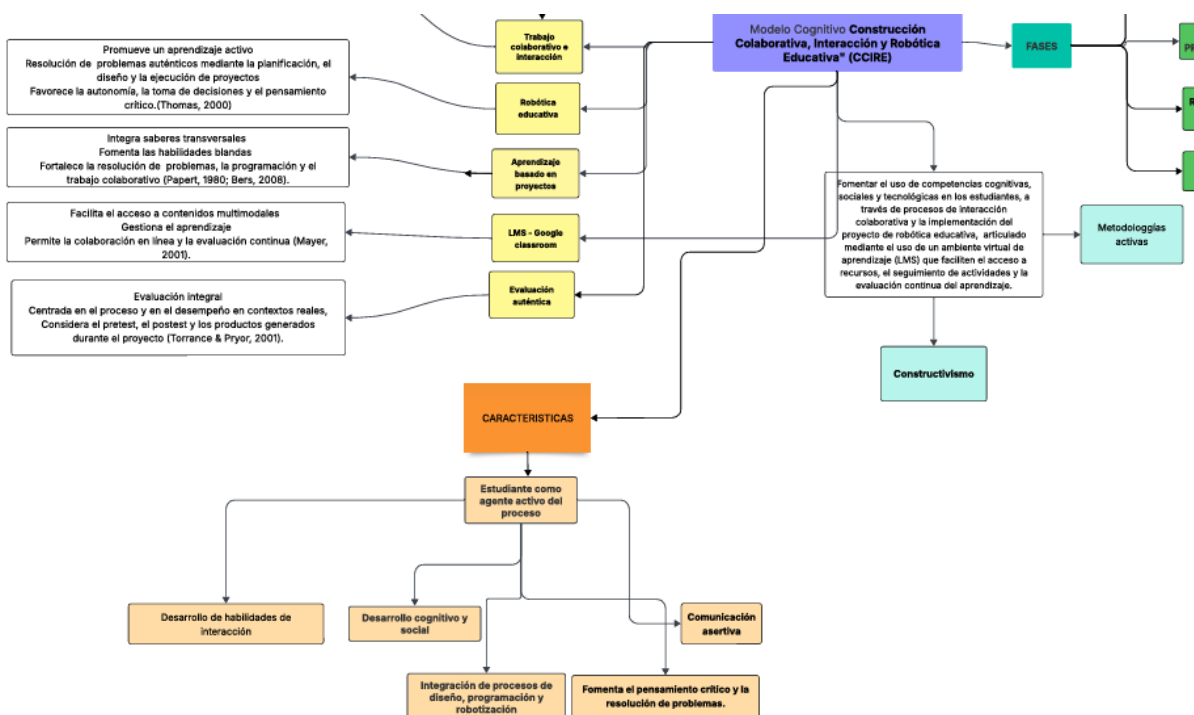 Modelo Cognitivo Construcción
Colaborativa, Interacción y Robótica
Educativa" (CCIRE)
FASES
Trabajo
colaborativo e
interacción
Promueve un aprendizaje activo
Resolución de problemas auténticos mediante la planificación, el
diseño y la ejecución de proyectos
Favorece la autonomía, la toma de decisiones y el pensamiento
crítico.(Thomas, 2000)
Robótica
educativa
Integra saberes transversales
Fomenta las habilidades blandas
Fortalece la resolución de problemas, la programación y el
trabajo colaborativo (Papert, 1980; Bers, 2008).
Aprendizaje
basado en
proyectos
Facilita el acceso a contenidos multimodales
Gestiona el aprendizaje
Permite la colaboración en línea y la evaluación continua (Mayer,
2001).
LMS - Google
classroom
Evaluación integral
Centrada en el proceso y en el desempeño en contextos reales,
Considera el pretest, el postest y los productos generados
durante el proyecto (Torrance & Pryor, 2001).
Evaluación
auténtica
Fomentar el uso de competencias cognitivas,
sociales y tecnológicas en los estudiantes, a
través de procesos de interacción
colaborativa y la implementación del
proyecto de robótica educativa, articulado
mediante el uso de un ambiente virtual de
aprendizaje (LMS) que faciliten el acceso a
recursos, el seguimiento de actividades y la
evaluación continua del aprendizaje.
Metodologgías
activas
Constructivismo
CARACTERISTICAS
Estudiante como
agente activo del
proceso
Desarrollo de habilidades de
interacción
Desarrollo cognitivo y
social
Comunicación
asertiva
Integración de procesos de
diseño, programación y
robotización
Fomenta el pensamiento crítico y la
resolución de problemas.